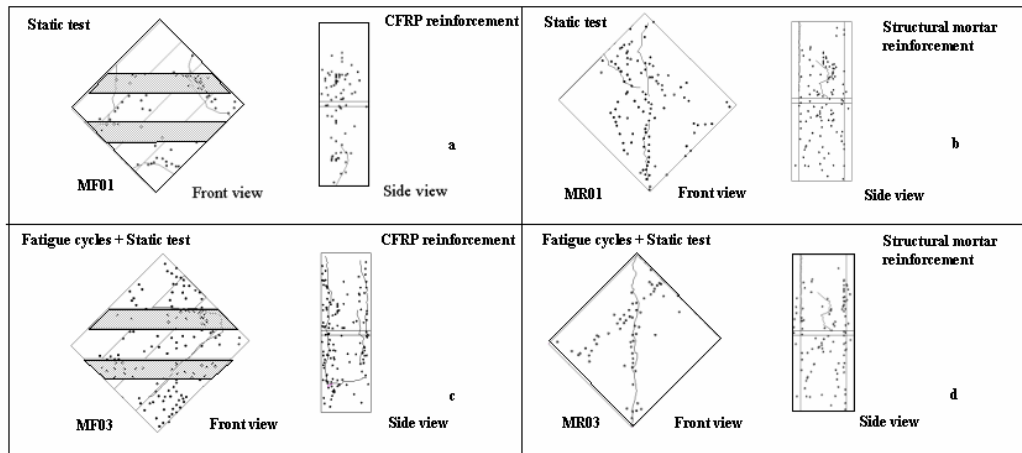 Static test
CFRP reinforcement
MF01
Front view
Side view
a
Static test
Structural mortar
reinforcement
MR01
Front view
Side view
b
Fatigue cycles + Static test
CFRP reinforcement
MF03
Front view
Side view
c
Fatigue cycles + Static test
Structural mortar
reinforcement
MR03
Front view
Side view
d